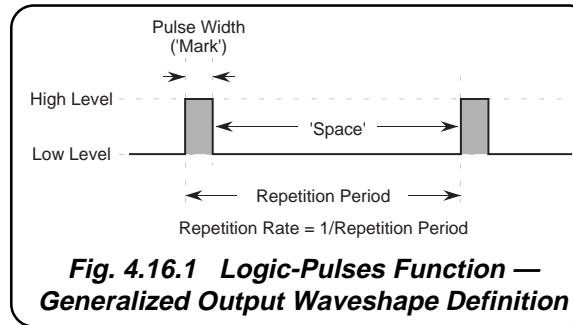 Pulse Width
('Mark')
High Level
'Space'
Low Level
Repetition Period
Repetition Rate = 1/Repetition Period
Fig. 4.16.1 Logic-Pulses Function —
Generalized Output Waveshape Definition